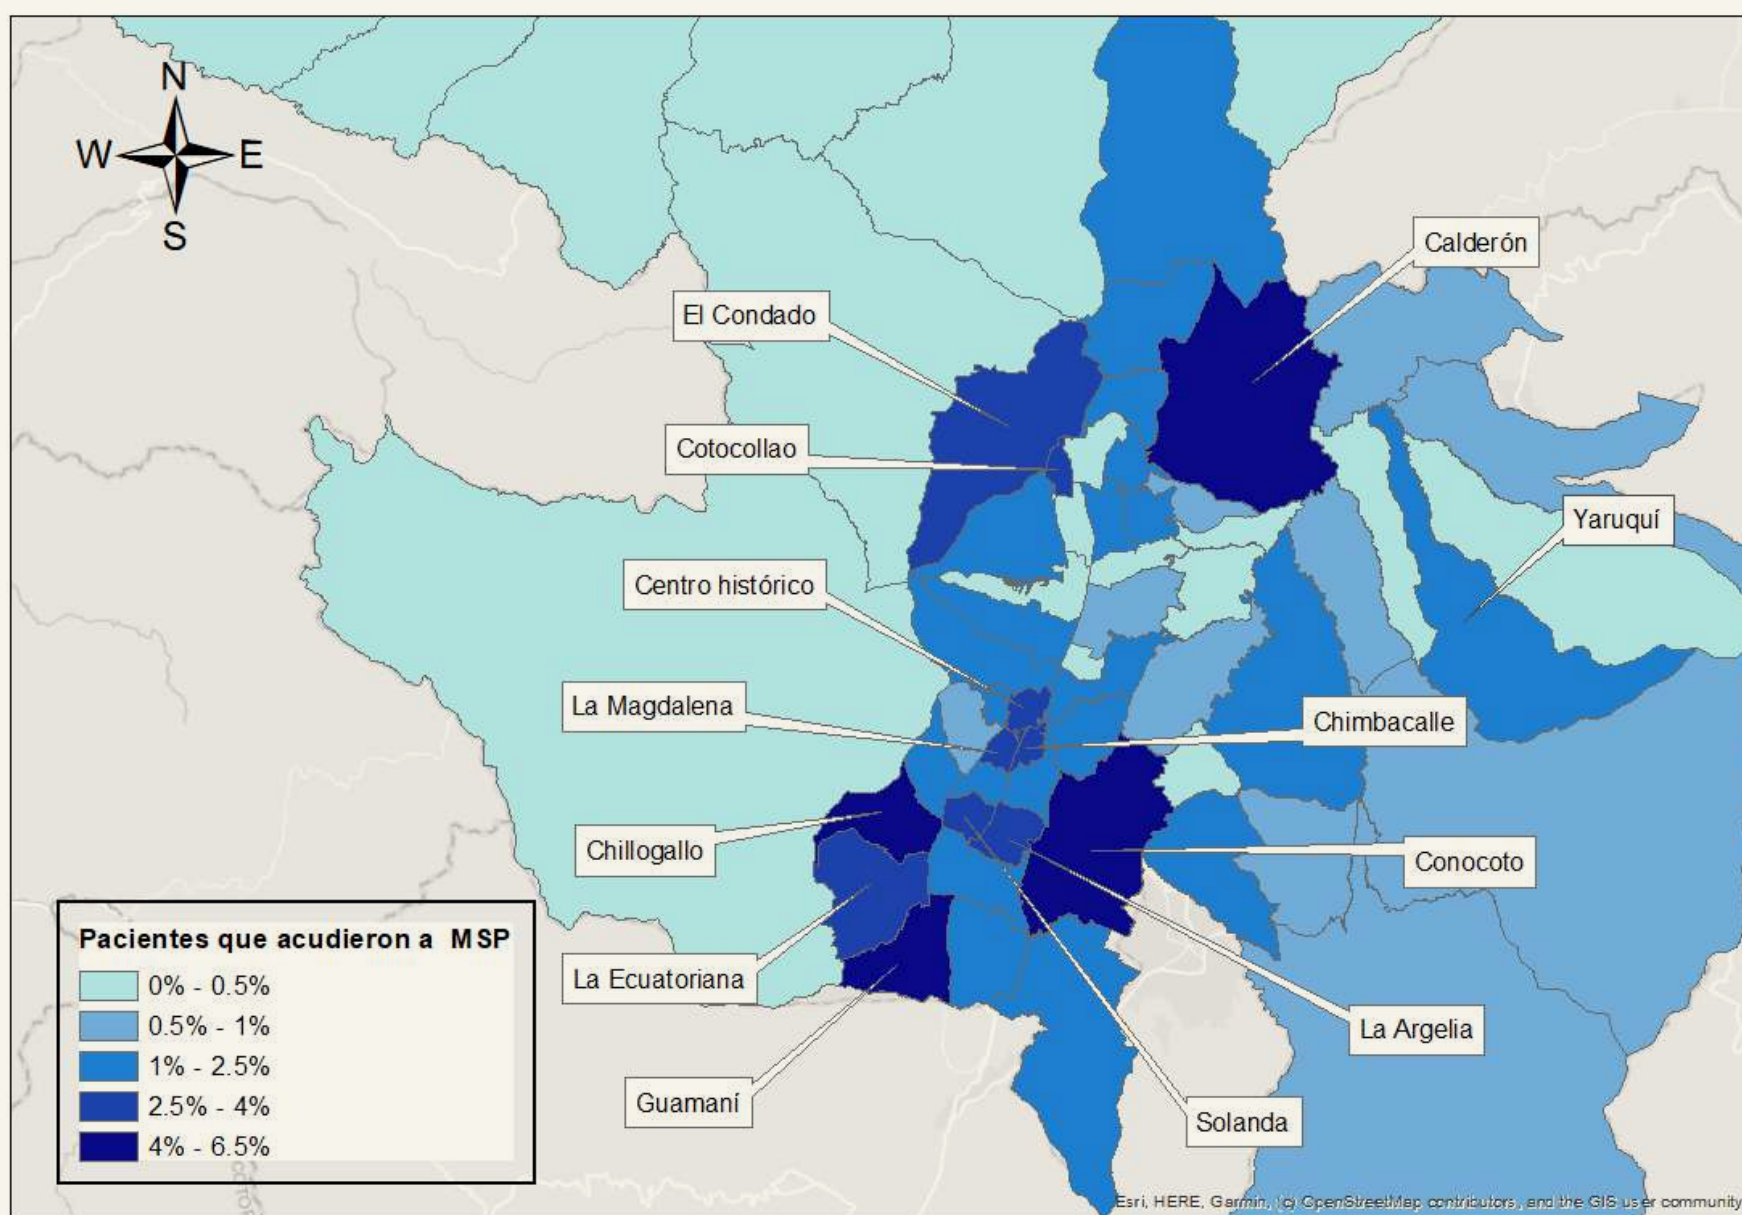 N
W E
S
Calderón
El Condado
Cotocollao
Yaruquí
Centro histórico
La Magdalena
Chimbacalle
Chillogallo
Conocoto
Pacientes que acudieron a MSP
0% - 0.5%
0.5% - 1%
1% - 2.5%
2.5% - 4%
4% - 6.5%
La Ecuatoriana
La Argelia
Guamaní
Solanda
Esri, HERE, Garmin, (c) OpenStreetMap contributors, and the GIS user community